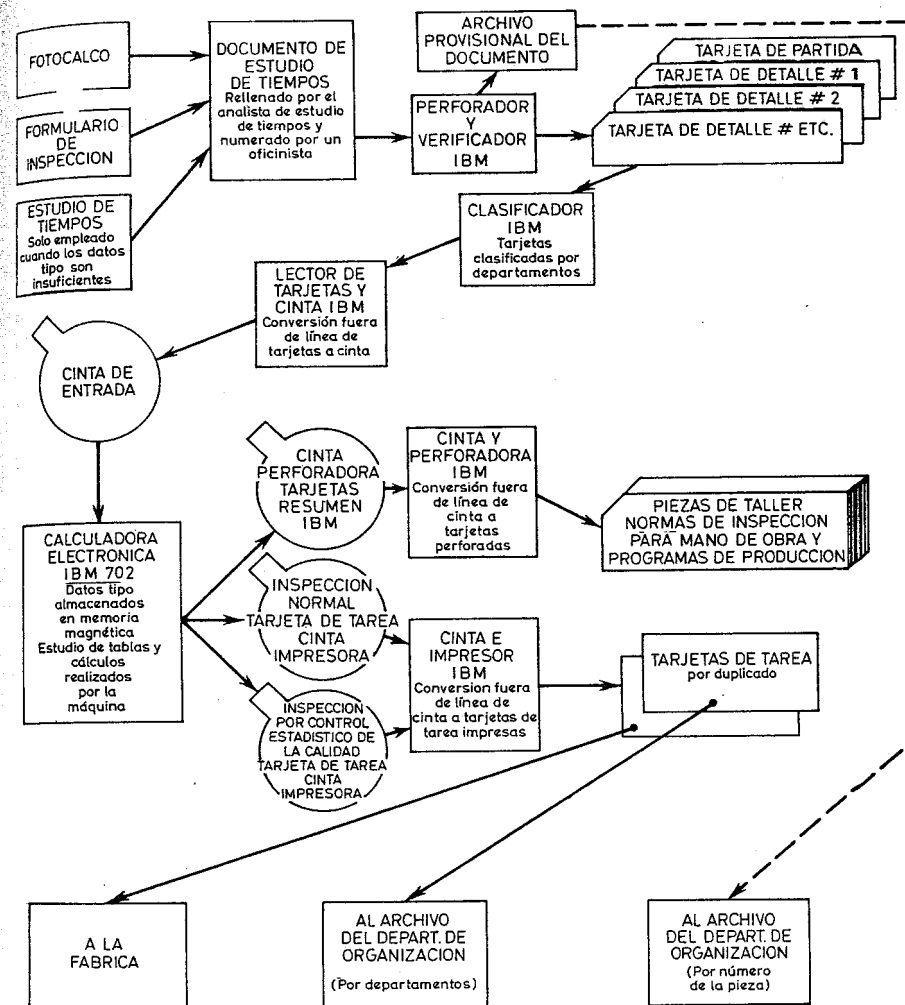 FOTOCALCO
FORMULARIO
DE
INSPECCION
ESTUDIO DE
TIEMPOS
Solo empleado
cuando los datos
tipo son
insuficientes
DOCUMENTO DE
ESTUDIO
DE TIEMPOS
Rellenado por el
analista de estudio
de tiempos y
numerado por un
oficinista
ARCHIVO
PROVISIONAL DEL
DOCUMENTO
PERFORADOR
Y
VERIFICADOR
IBM
TARJETA DE PARTIDA
TARJETA DE DETALLE # 1
TARJETA DE DETALLE # 2
TARJETA DE DETALLE # ETC.
CLASIFICADOR
IBM
Tarjetas
clasificadas por
departamentos
LECTOR DE
TARJETAS Y
CINTA IBM
Conversión fuera
de línea de
tarjetas a cinta
CINTA DE
ENTRADA
CALCULADORA
ELECTRONICA
IBM 702
Datos tipo
almacenados
en memoria
magnética
Estudio de tablas y
cálculos
realizados
por la
máquina
CINTA
PERFORADORA
TARJETAS
RESUMEN
IBM
CINTA Y
PERFORADORA
IBM
Conversión fuera
de línea de
cinta a
tarjetas
perforadas
PIEZAS DE TALLER
NORMAS DE INSPECCION
PARA MANO DE OBRA Y
PROGRAMAS DE PRODUCCION
INSPECCION
NORMAL
TARJETA DE TAREA
CINTA
IMPRESORA
INSPECCION
POR CONTROL
ESTADISTICO DE
LA CALIDAD
TARJETA DE TAREA
CINTA
IMPRESORA
CINTA E
IMPRESOR
IBM
Conversion fuera
de línea de
cinta a tarjetas de
tarea impresas
TARJETAS DE TAREA
por duplicado
A LA
FABRICA
AL ARCHIVO
DEL DEPART. DE
ORGANIZACION
(Por departamentos)
AL ARCHIVO
DEL DEPART. DE
ORGANIZACION
(Por número
de la pieza)